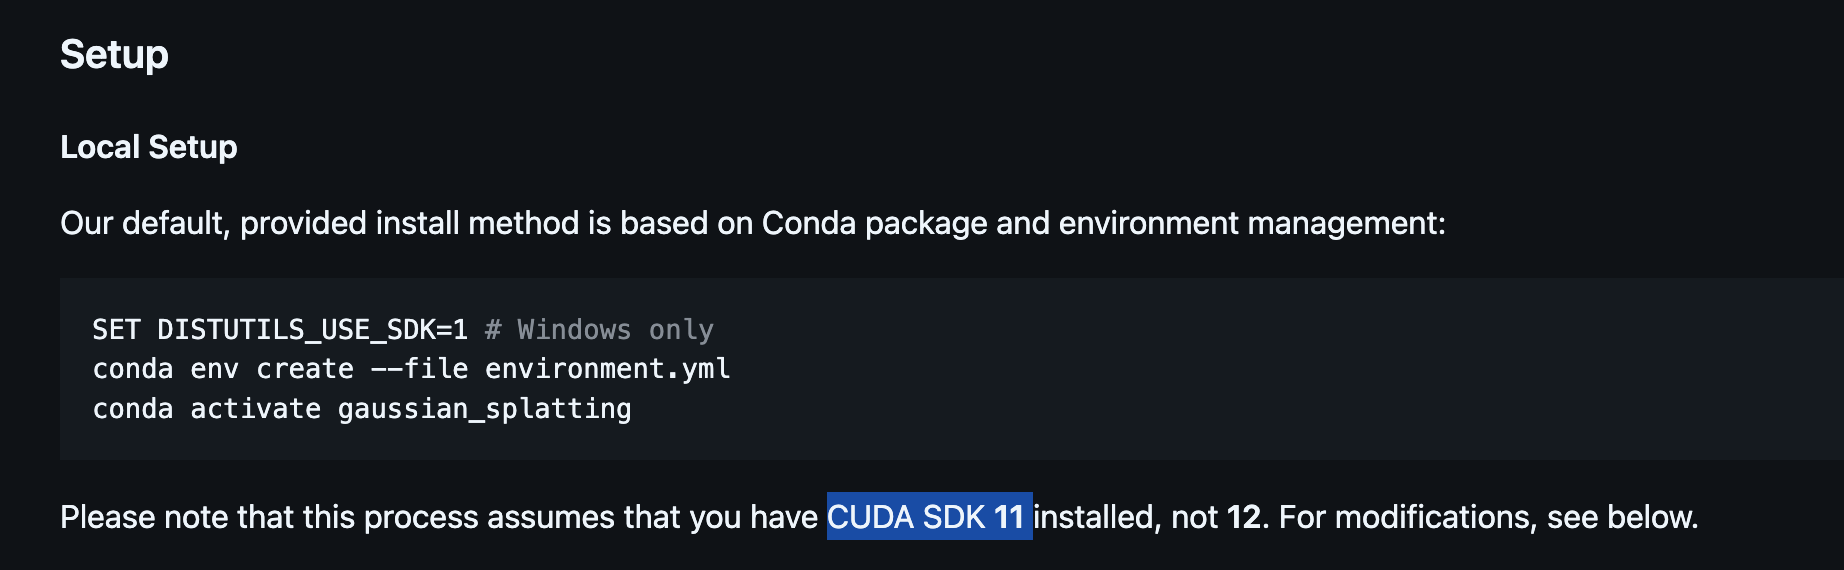 Setup
Local Setup
Our default, provided install method is based on Conda package and environment management:
SET DISTUTILS_USE_SDK=1 # Windows only
conda env create --file environment.yml
conda activate gaussian_splatting
Please note that this process assumes that you have CUDA SDK 11 installed, not 12. For modifications, see below.